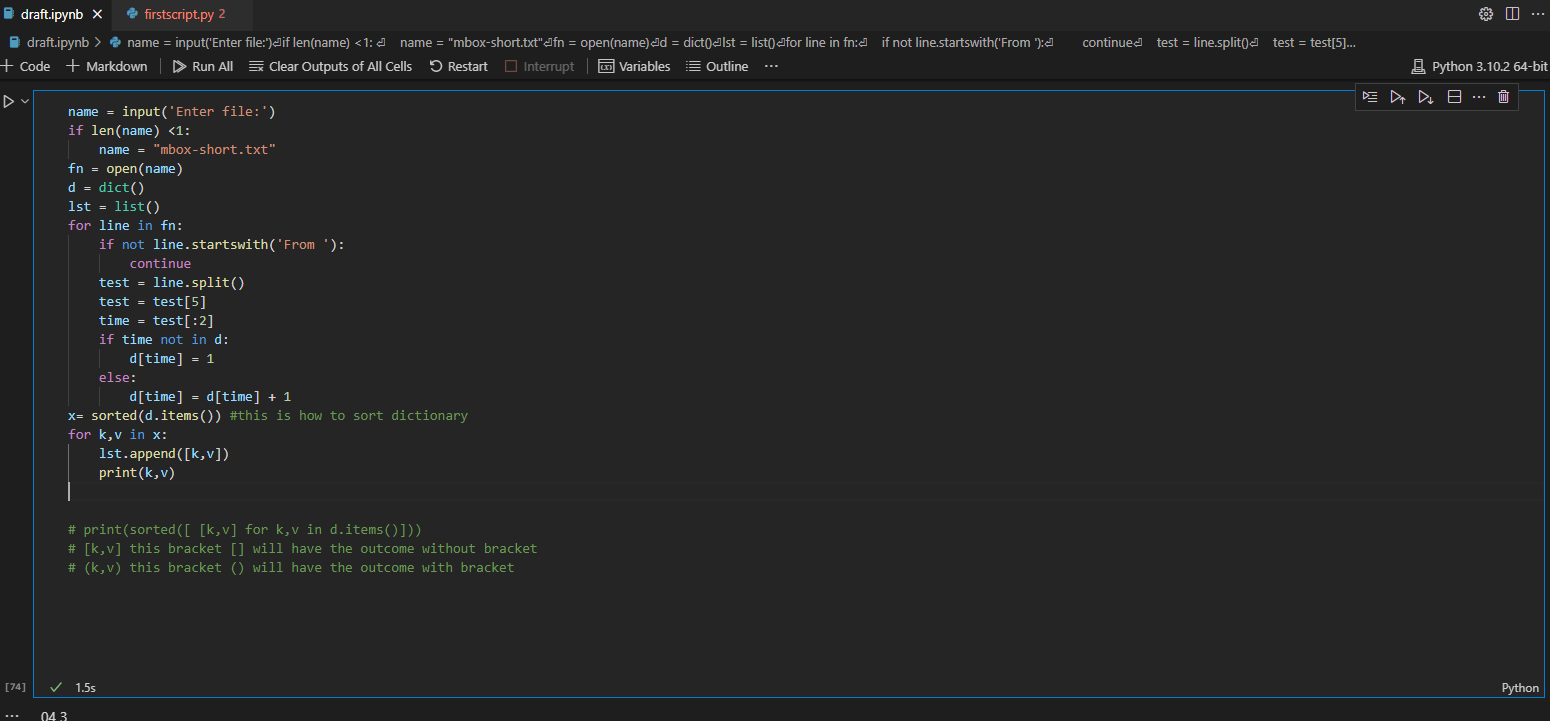 draft.ipynb
firstscript.py 2
draft.ipynb > name = input('Enter file:')⏎if len(name) <1: ⏎    name = "mbox-short.txt"⏎fn = open(name)⏎d = dict()⏎lst = list()⏎for line in fn:⏎    if not line.startswith('From '):⏎        continue⏎    test = line.split()⏎    test = test[5]...
+ Code + Markdown | Run All Clear Outputs of All Cells Restart Interrupt | Variables Outline ... Python 3.10.2 64-bit
name = input('Enter file:')
if len(name) <1:
    name = "mbox-short.txt"
fn = open(name)
d = dict()
lst = list()
for line in fn:
    if not line.startswith('From '):
        continue
    test = line.split()
    test = test[5]
    time = test[:2]
    if time not in d:
        d[time] = 1
    else:
        d[time] = d[time] + 1
x= sorted(d.items()) #this is how to sort dictionary
for k,v in x:
    lst.append([k,v])
    print(k,v)
# print(sorted([ [k,v] for k,v in d.items()]))
# [k,v] this bracket [] will have the outcome without bracket
# (k,v) this bracket () will have the outcome with bracket
[74] 1.5s Python
... 04 3